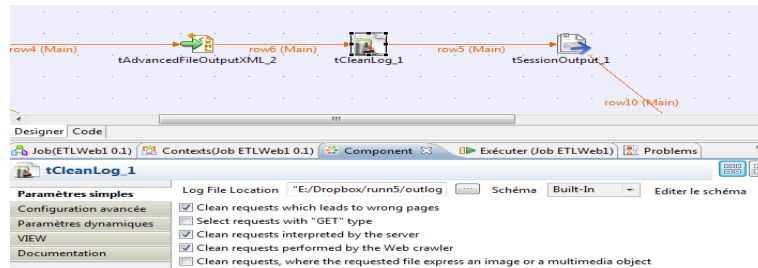 row4 (Main)
row6 (Main)
row5 (Main)
tAdvancedFileOutputXML_2
tCleanLog_1
tSessionOutput_1
row10 (Main)
Designer
Code
Job(ETLWeb1 0.1)
Contexts(Job ETLWeb1 0.1)
Component
Exécuter (Job ETLWeb1)
Problems
tCleanLog_1
Paramètres simples
Configuration avancée
Paramètres dynamiques
VIEW
Documentation
Log File Location "E:/Dropbox/runn5/outlog ... Schéma Built-In Editer le schéma
Clean requests which leads to wrong pages
Select requests with "GET" type
Clean requests interpreted by the server
Clean requests performed by the Web crawler
Clean requests, where the requested file express an image or a multimedia object